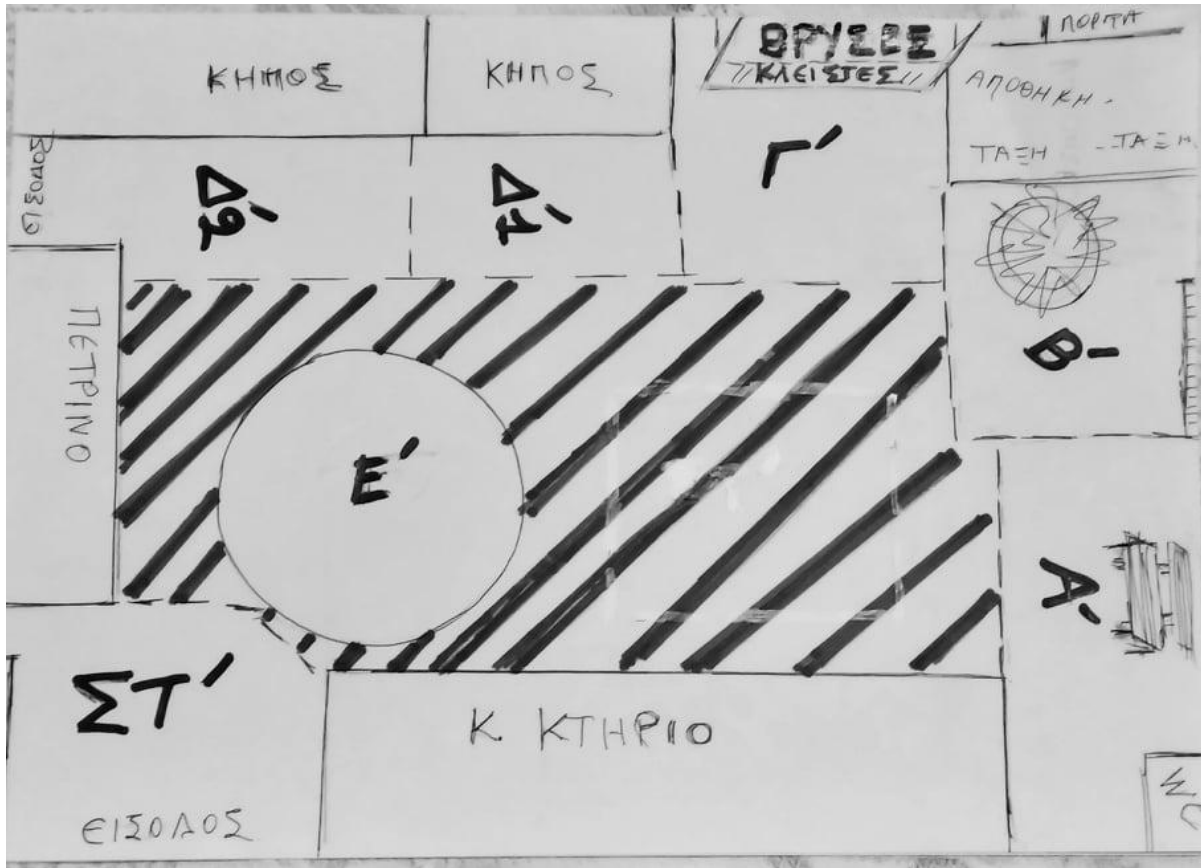 ΚΗΠΟΣ
ΚΗΠΟΣ
ΒΡΥΣΕΣ
ΚΛΕΙΣΤΕΣ
ΠΟΡΤΑ
ΑΠΟΘΗΚΗ.
ΤΑΞΗ
ΤΑΞΗ
ΕΙΣΟΔΟΣ
Δ2'
Δ1'
Γ'
Β'
ΠΕΤΡΙΝΟ
Ε'
Α'
ΣΤ'
Κ. ΚΤΗΡΙΟ
ΕΙΣΟΔΟΣ